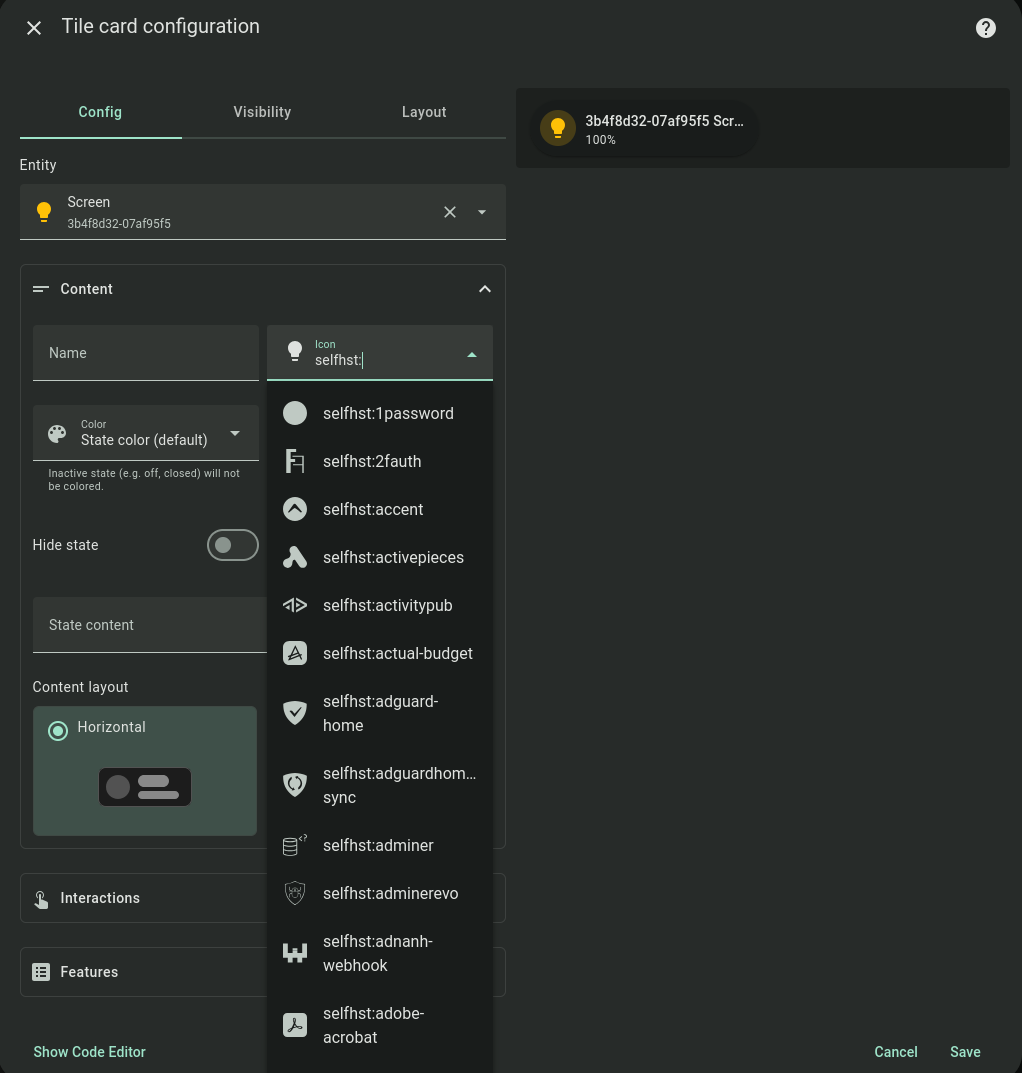 Tile card configuration
Config
Visibility
Layout
3b4f8d32-07af95f5 Scr…
100%
Entity
Screen
3b4f8d32-07af95f5
Content
Name
Icon
selfhst:
Color
State color (default)
Inactive state (e.g. off, closed) will not
be colored.
Hide state
State content
Content layout
Horizontal
selfhst:1password
selfhst:2fauth
selfhst:accent
selfhst:activepieces
selfhst:activitypub
selfhst:actual-budget
selfhst:adguard-
home
selfhst:adguardhom…
sync
selfhst:adminer
selfhst:adminerevo
selfhst:adnanh-
webhook
selfhst:adobe-
acrobat
Interactions
Features
Show Code Editor
Cancel
Save